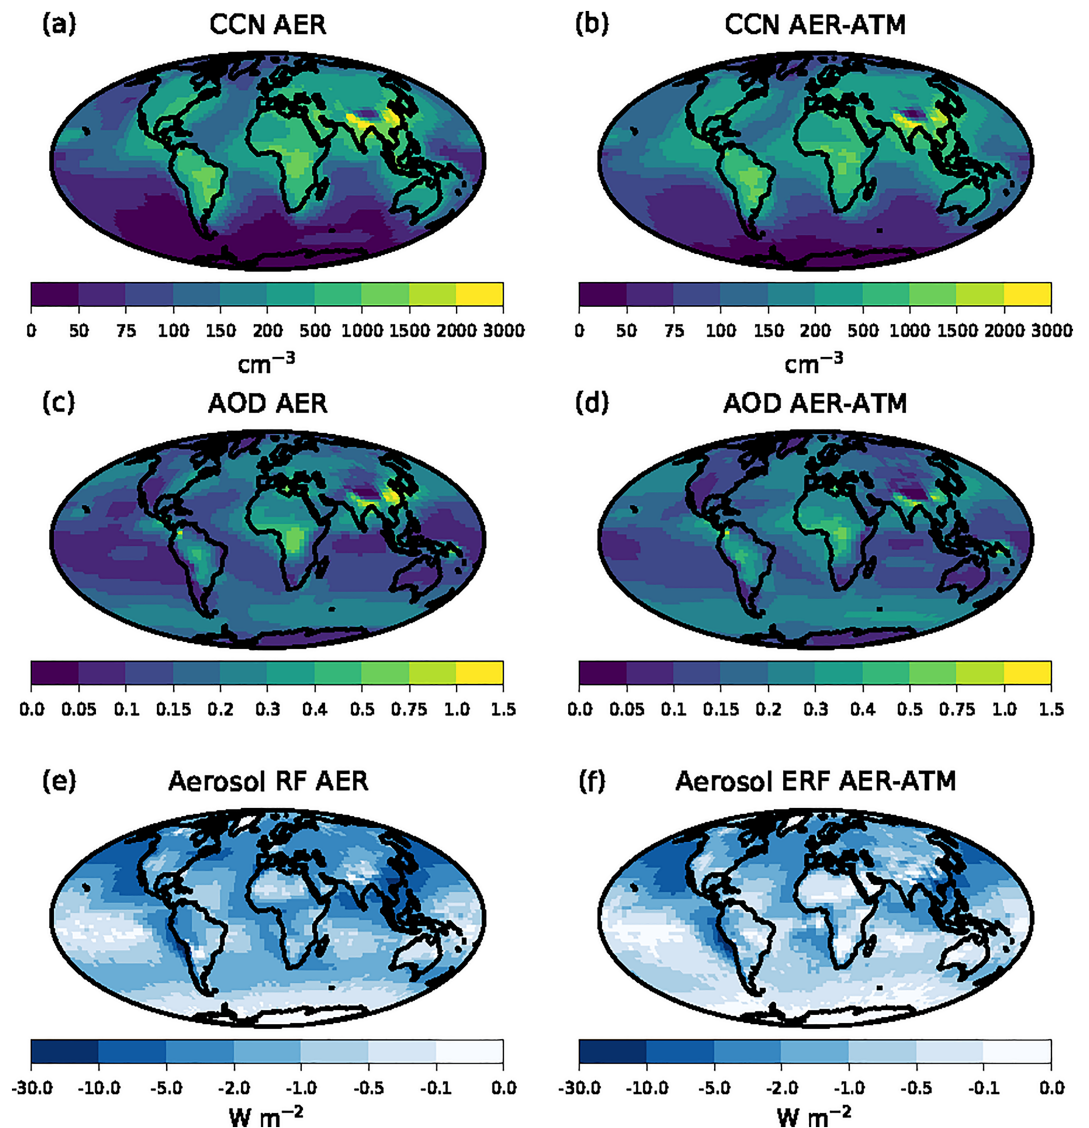 (a) CCN AER
(b) CCN AER-ATM
0 50 75 100 150 200 500 1000 1500 2000 3000
cm−3
0 50 75 100 150 200 500 1000 1500 2000 3000
cm−3
(c) AOD AER
(d) AOD AER-ATM
0.0 0.05 0.1 0.15 0.2 0.3 0.4 0.5 0.75 1.0 1.5
0.0 0.05 0.1 0.15 0.2 0.3 0.4 0.5 0.75 1.0 1.5
(e) Aerosol RF AER
(f) Aerosol ERF AER-ATM
-30.0 -10.0 -5.0 -2.0 -1.0 -0.5 -0.1 0.0
W m−2
-30.0 -10.0 -5.0 -2.0 -1.0 -0.5 -0.1 0.0
W m−2